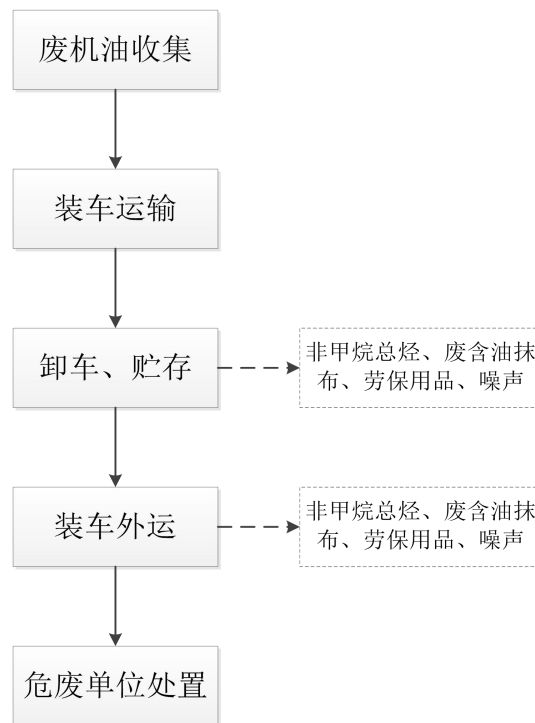 废机油收集
装车运输
卸车、贮存
非甲烷总烃、废含油抹
布、劳保用品、噪声
装车外运
非甲烷总烃、废含油抹
布、劳保用品、噪声
危废单位处置